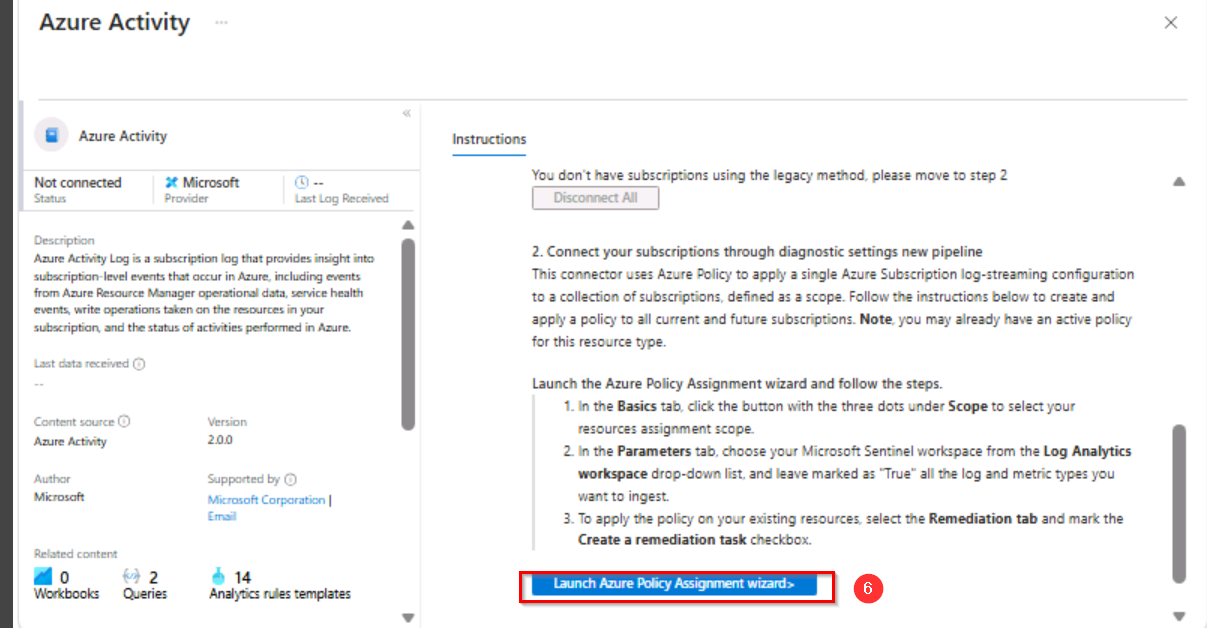 Azure Activity ...
Azure Activity
Not connected
Status
Microsoft
Provider
--
Last Log Received
Description
Azure Activity Log is a subscription log that provides insight into
subscription-level events that occur in Azure, including events
from Azure Resource Manager operational data, service health
events, write operations taken on the resources in your
subscription, and the status of activities performed in Azure.
Last data received
--
Content source
Azure Activity
Version
2.0.0
Author
Microsoft
Supported by
Microsoft Corporation |
Email
Related content
0
Workbooks
2
Queries
14
Analytics rules templates
Instructions
You don't have subscriptions using the legacy method, please move to step 2
Disconnect All
2. Connect your subscriptions through diagnostic settings new pipeline
This connector uses Azure Policy to apply a single Azure Subscription log-streaming configuration
to a collection of subscriptions, defined as a scope. Follow the instructions below to create and
apply a policy to all current and future subscriptions. Note, you may already have an active policy
for this resource type.
Launch the Azure Policy Assignment wizard and follow the steps.
1. In the Basics tab, click the button with the three dots under Scope to select your
resources assignment scope.
2. In the Parameters tab, choose your Microsoft Sentinel workspace from the Log Analytics
workspace drop-down list, and leave marked as "True" all the log and metric types you
want to ingest.
3. To apply the policy on your existing resources, select the Remediation tab and mark the
Create a remediation task checkbox.
Launch Azure Policy Assignment wizard>
6